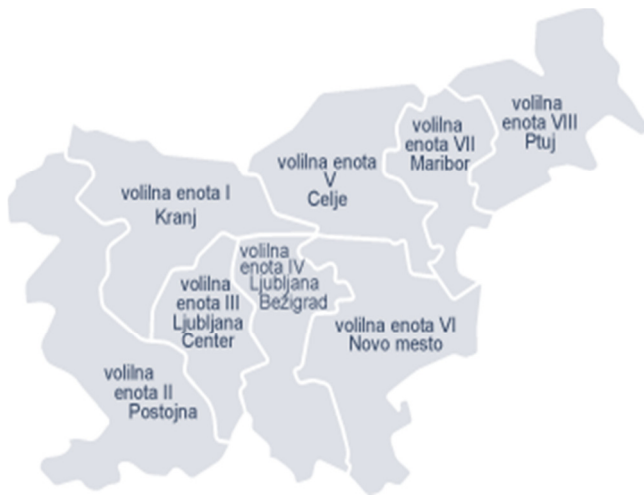 volilna
enota VIII
Ptuj
volilna
enota VII
Maribor
volilna enota
V
Celje
volilna enota I
Kranj
volilna
enota IV
Ljubljana
Bežigrad
volilna
enota III
Ljubljana
Center
volilna enota VI
Novo mesto
volilna
enota II
Postojna